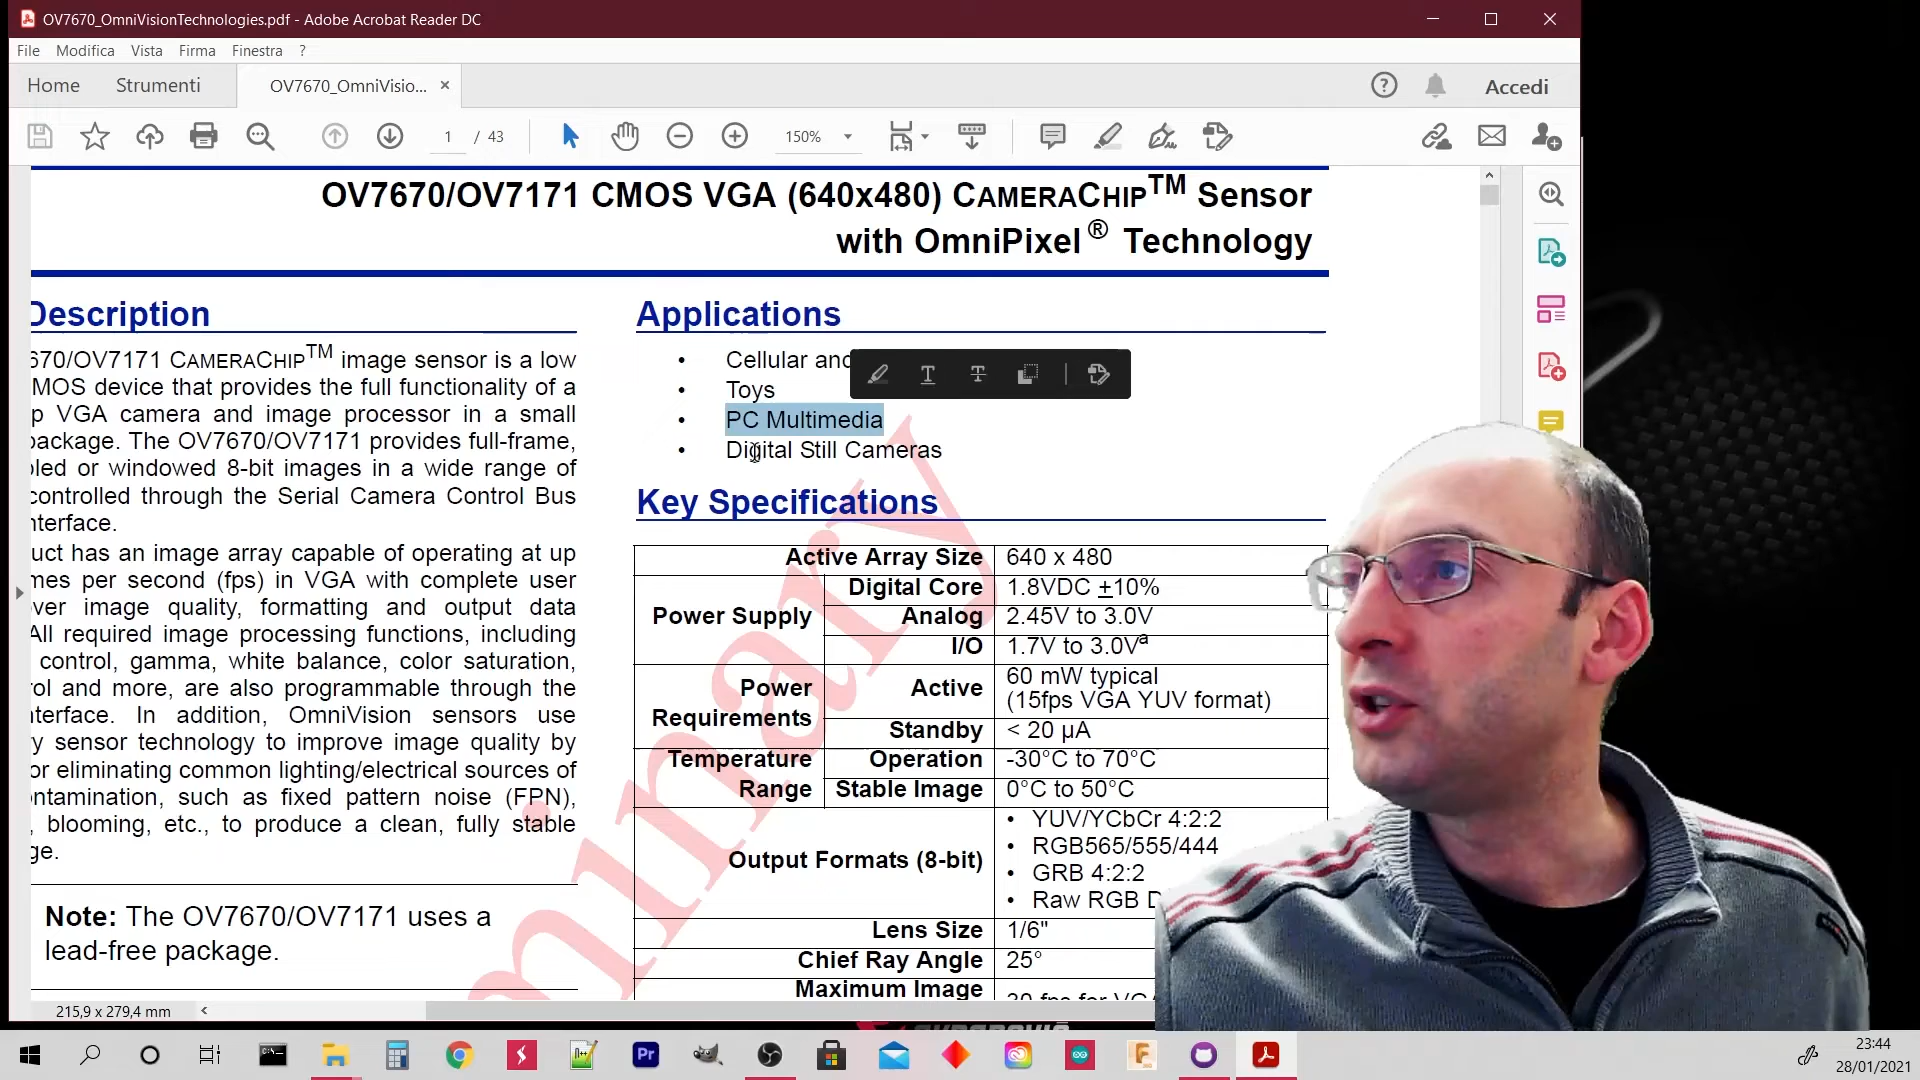 OV7670_OmniVisionTechnologies.pdf - Adobe Acrobat Reader DC
File Modifica Vista Firma Finestra ?
Home Strumenti OV7670_OmniVisio... × Accedi
1 / 43 150%
OV7670/OV7171 CMOS VGA (640x480) CAMERACHIP™ Sensor
with OmniPixel® Technology
Description
670/OV7171 CAMERACHIP™ image sensor is a low
MOS device that provides the full functionality of a
p VGA camera and image processor in a small
package. The OV7670/OV7171 provides full-frame,
pled or windowed 8-bit images in a wide range of
controlled through the Serial Camera Control Bus
nterface.
uct has an image array capable of operating at up
mes per second (fps) in VGA with complete user
over image quality, formatting and output data
All required image processing functions, including
control, gamma, white balance, color saturation,
rol and more, are also programmable through the
nterface. In addition, OmniVision sensors use
y sensor technology to improve image quality by
or eliminating common lighting/electrical sources of
ontamination, such as fixed pattern noise (FPN),
, blooming, etc., to produce a clean, fully stable
ge.
Note: The OV7670/OV7171 uses a
lead-free package.
Applications
• Cellular and
• Toys
• PC Multimedia
• Digital Still Cameras
Key Specifications
Active Array Size 640 x 480
Power Supply
Digital Core 1.8VDC ±10%
Analog 2.45V to 3.0V
I/O 1.7V to 3.0Vª
Power Requirements
Active 60 mW typical
(15fps VGA YUV format)
Standby < 20 µA
Temperature Range
Operation -30°C to 70°C
Stable Image 0°C to 50°C
Output Formats (8-bit)
• YUV/YCbCr 4:2:2
• RGB565/555/444
• GRB 4:2:2
• Raw RGB D
Lens Size 1/6"
Chief Ray Angle 25°
Maximum Image 30 fps for VGA
inary
215,9 x 279,4 mm
Pr
23:44
28/01/2021